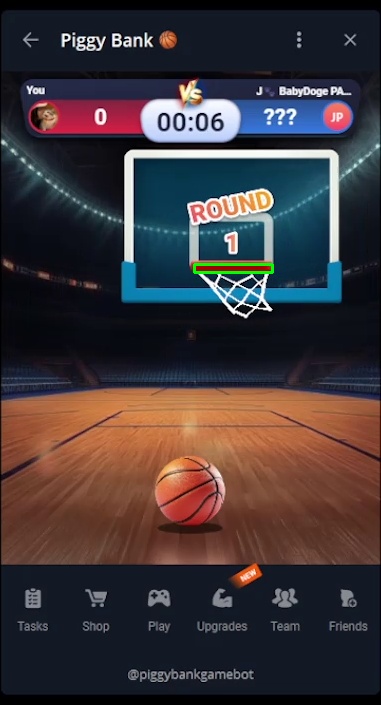 Piggy Bank 🏀
You
VS
J 🐾 BabyDoge PA...
0
00:06
???
JP
ROUND
1
NEW
Tasks
Shop
Play
Upgrades
Team
Friends
@piggybankgamebot